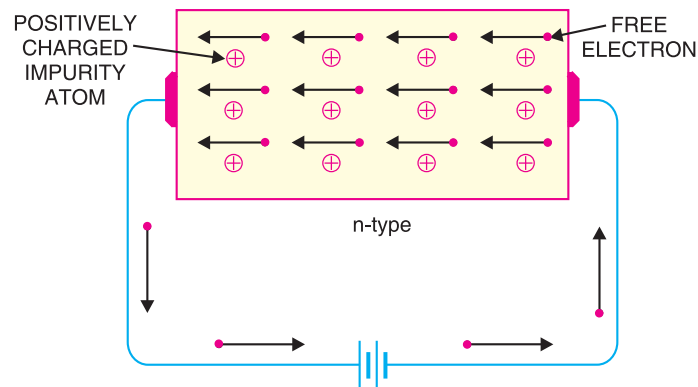 POSITIVELY
CHARGED
IMPURITY
ATOM
FREE
ELECTRON
n-type